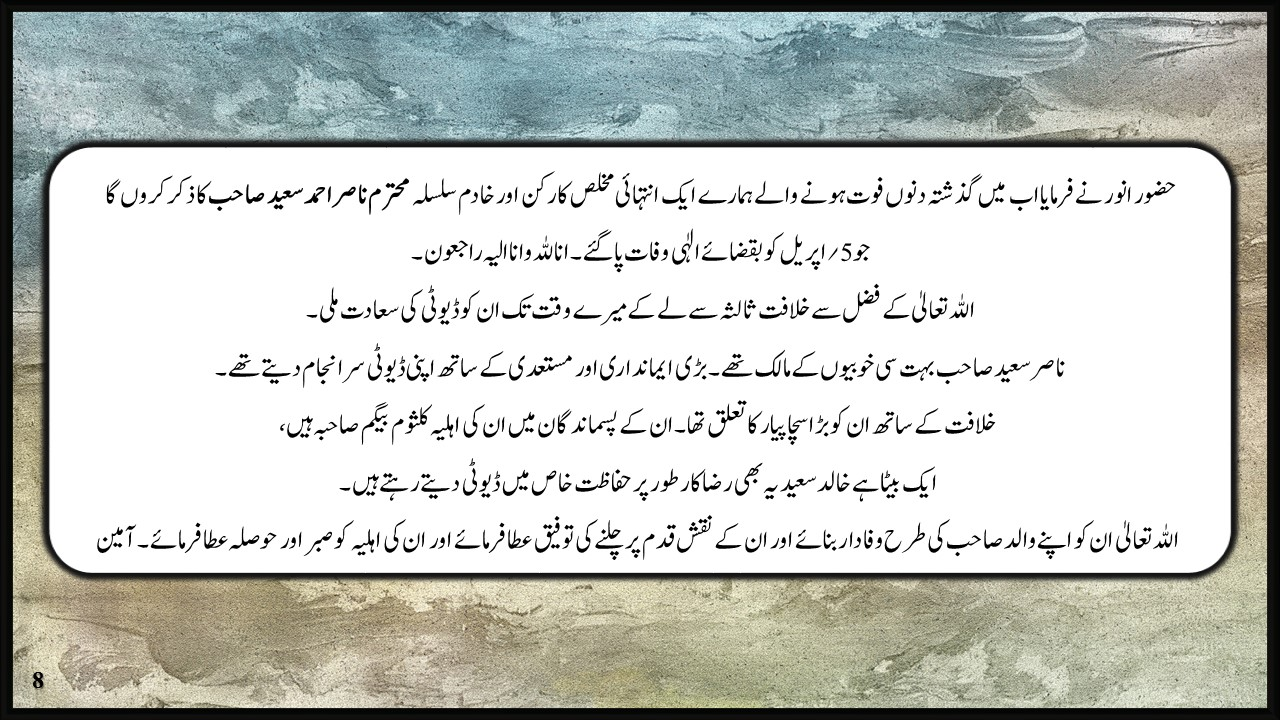 حضور انور نے فرمایا اب میں گذشتہ دنوں فوت ہونے والے ہمارے ایک انتہائی مخلص کارکن اور خادم سلسلہ محترم ناصر احمد سعید صاحب کا ذکر کروں گا
جو 5؍ اپریل کو بقضائے الٰہی وفات پا گئے۔ انا للہ وانا الیہ راجعون۔
اللہ تعالیٰ کے فضل سے خلافت ثالثہ سے لے کے میرے وقت تک ان کو ڈیوٹی کی سعادت ملی۔
ناصر سعید صاحب بہت سی خوبیوں کے مالک تھے۔ بڑی ایمانداری اور مستعدی کے ساتھ اپنی ڈیوٹی سر انجام دیتے تھے۔
خلافت کے ساتھ ان کو بڑا سچا پیار کا تعلق تھا۔ ان کے پسماندگان میں ان کی اہلیہ کلثوم بیگم صاحبہ ہیں،
ایک بیٹا ہے خالد سعید یہ بھی رضاکار طور پر حفاظت خاص میں ڈیوٹی دیتے رہتے ہیں۔
اللہ تعالیٰ ان کو اپنے والد صاحب کی طرح وفادار بنائے اور ان کے نقش قدم پر چلنے کی توفیق عطا فرمائے اور ان کی اہلیہ کو صبر اور حوصلہ عطا فرمائے۔ آمین
8